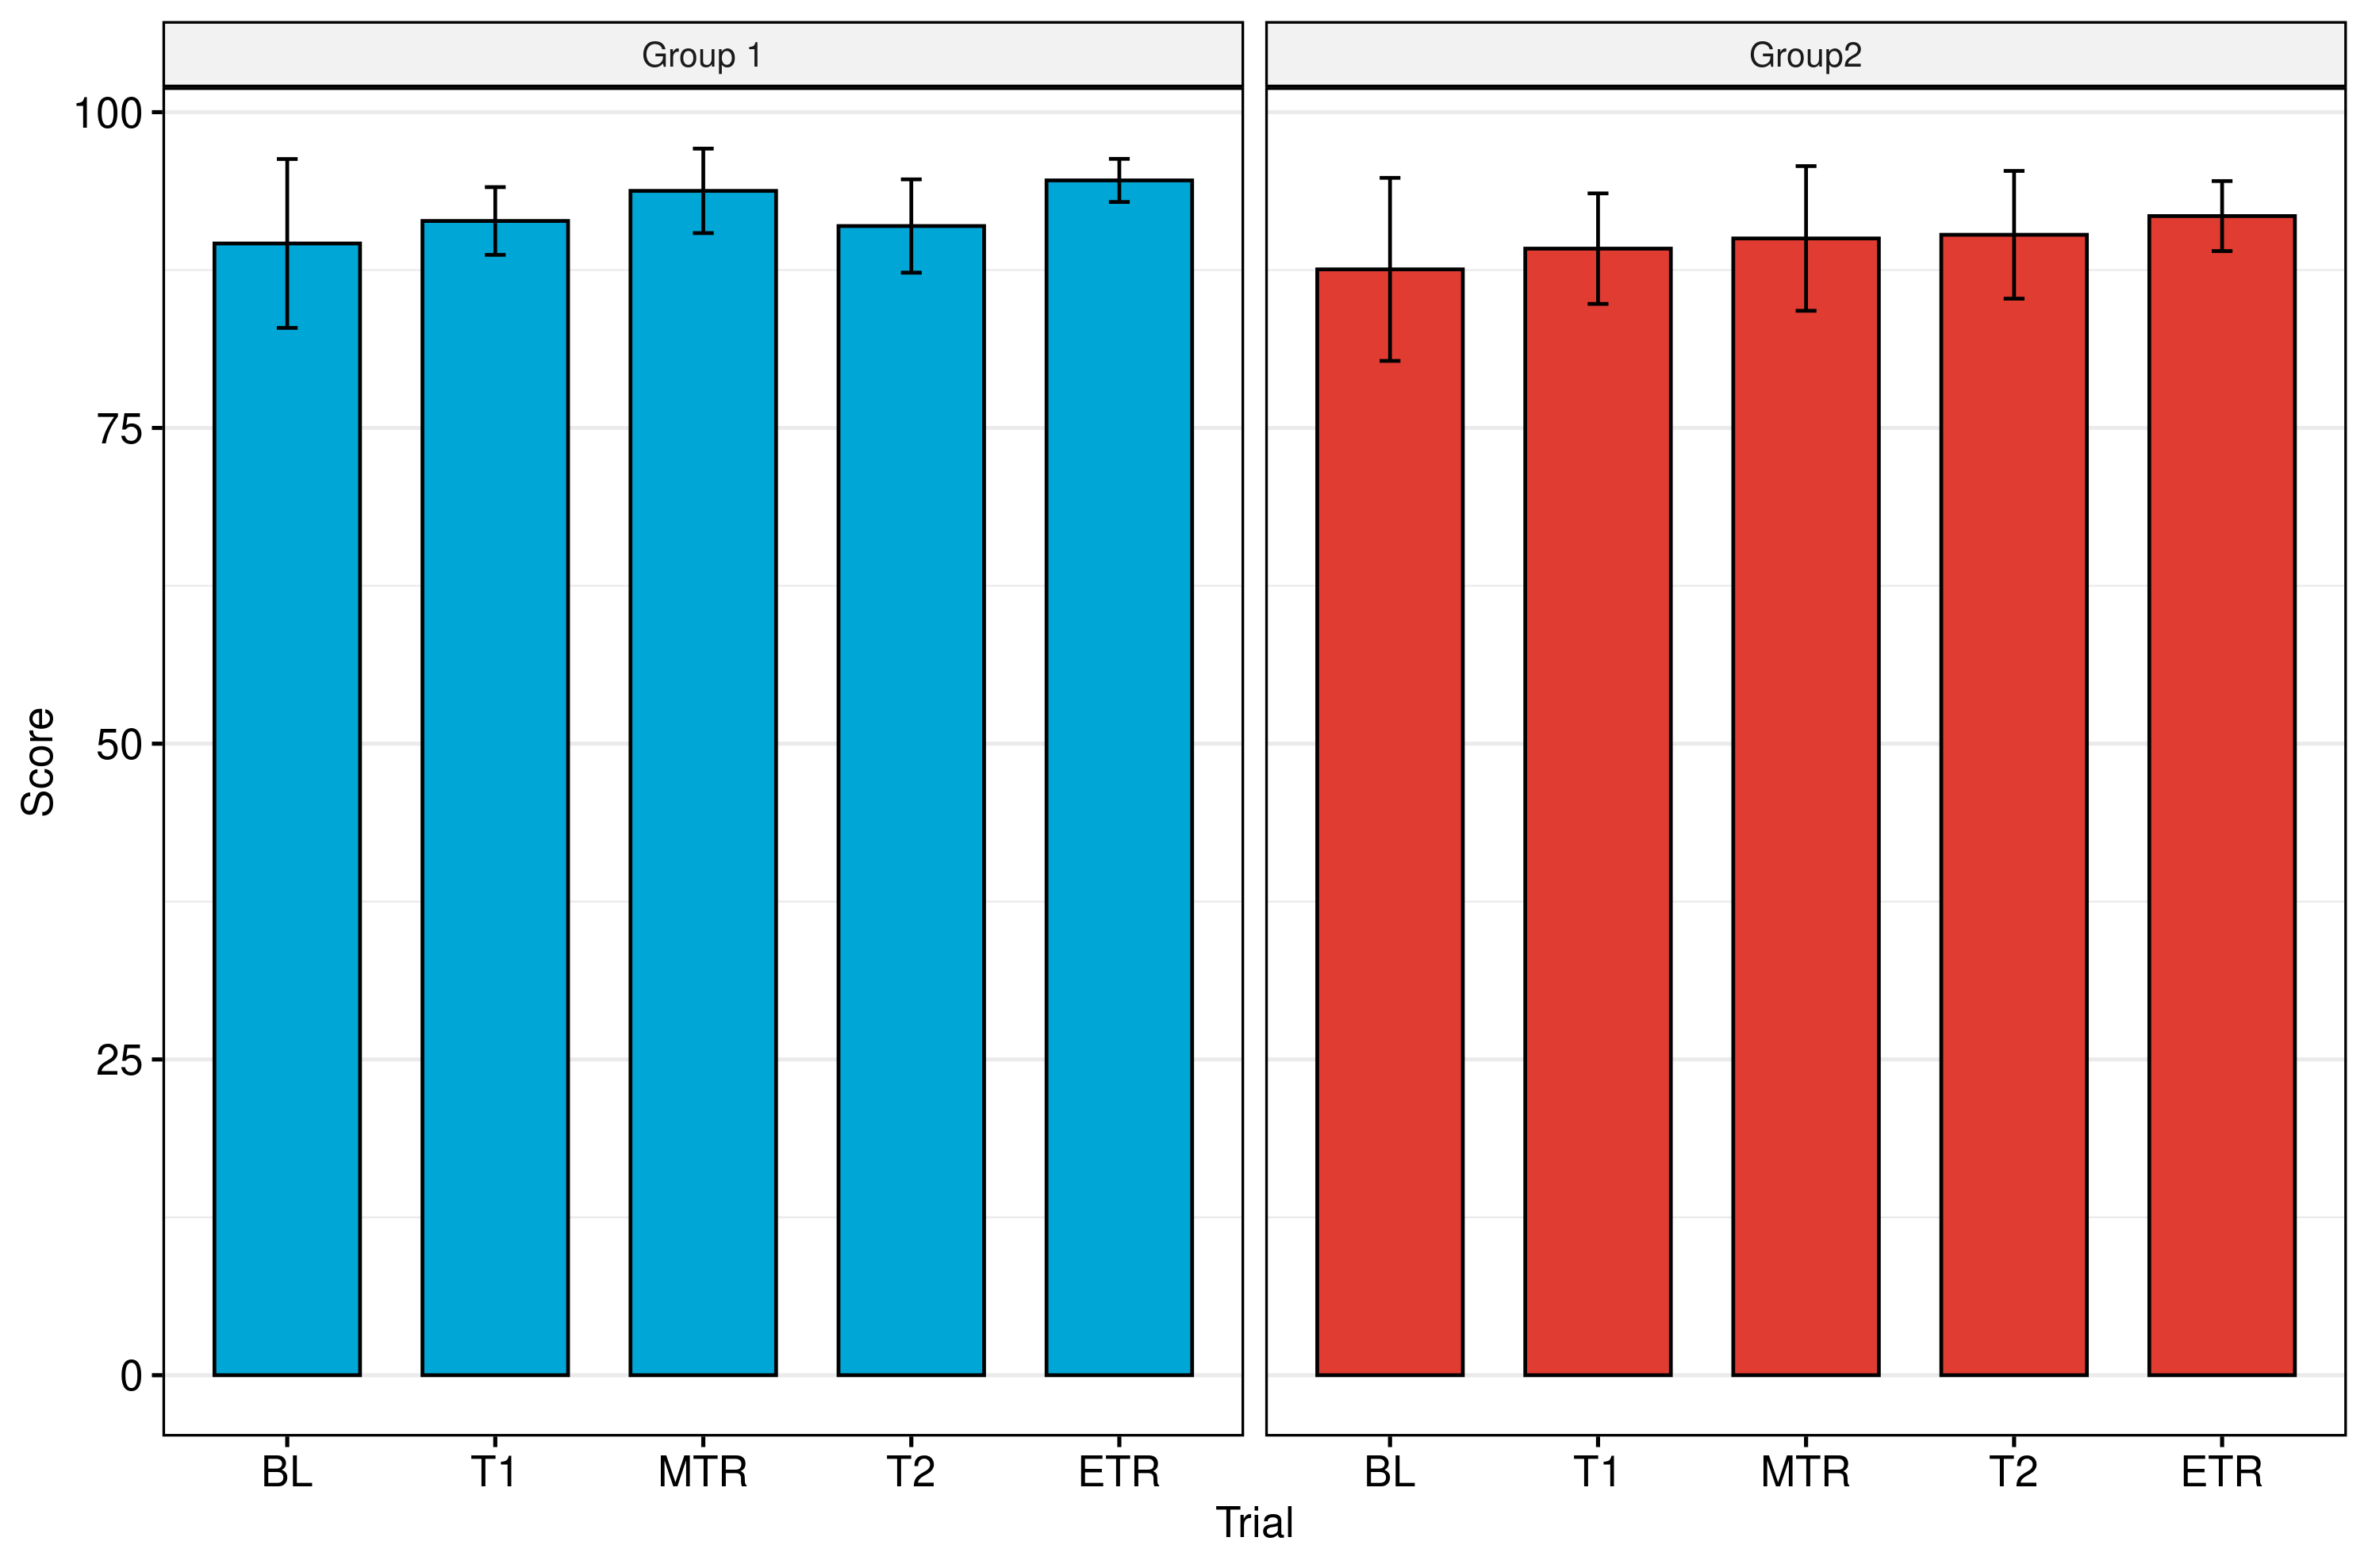 Group 1
Group2
100
75
50
25
0
Score
BL T1 MTR T2 ETR
BL T1 MTR T2 ETR
Trial